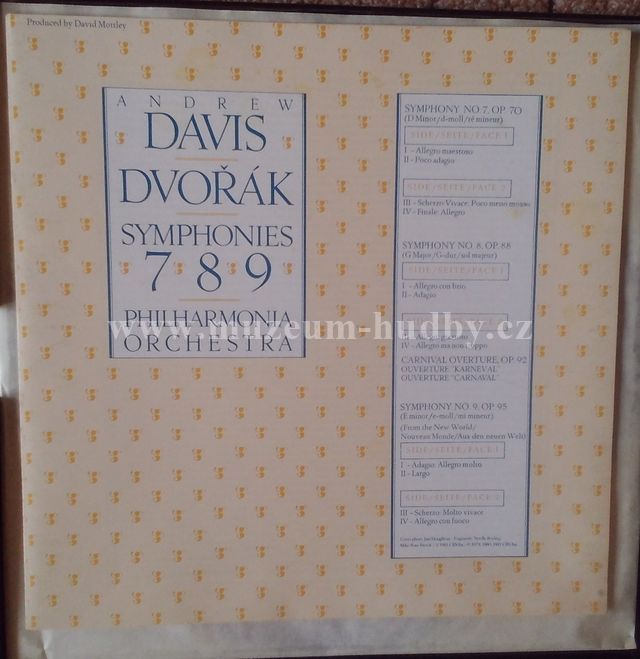 Produced by David Mottley
ANDREW
DAVIS
DVOŘÁK
SYMPHONIES
7 8 9
PHILHARMONIA
ORCHESTRA
SYMPHONY NO. 7, OP. 70
(D Minor/d-moll/ré mineur)
SIDE/SEITE/FACE 1
I - Allegro maestoso
II - Poco adagio
SIDE/SEITE/FACE 2
III - Scherzo: Vivace; Poco meno mosso
IV - Finale: Allegro
SYMPHONY NO. 8, OP. 88
(G Major/G-dur/sol majeur)
SIDE/SEITE/FACE 1
I - Allegro con brio
II - Adagio
IV - Allegro ma non troppo
CARNIVAL OVERTURE, OP. 92
OUVERTURE "KARNEVAL"
OUVERTURE "CARNAVAL"
SYMPHONY NO. 9, OP. 95
(E minor/e-moll/mi mineur)
(From the New World/
Nouveau Monde/Aus den neuen Welt)
SIDE/SEITE/FACE 1
I - Adagio; Allegro molto
II - Largo
SIDE/SEITE/FACE 2
III - Scherzo: Molto vivace
IV - Allegro con fuoco
www.muzeum-hudby.cz